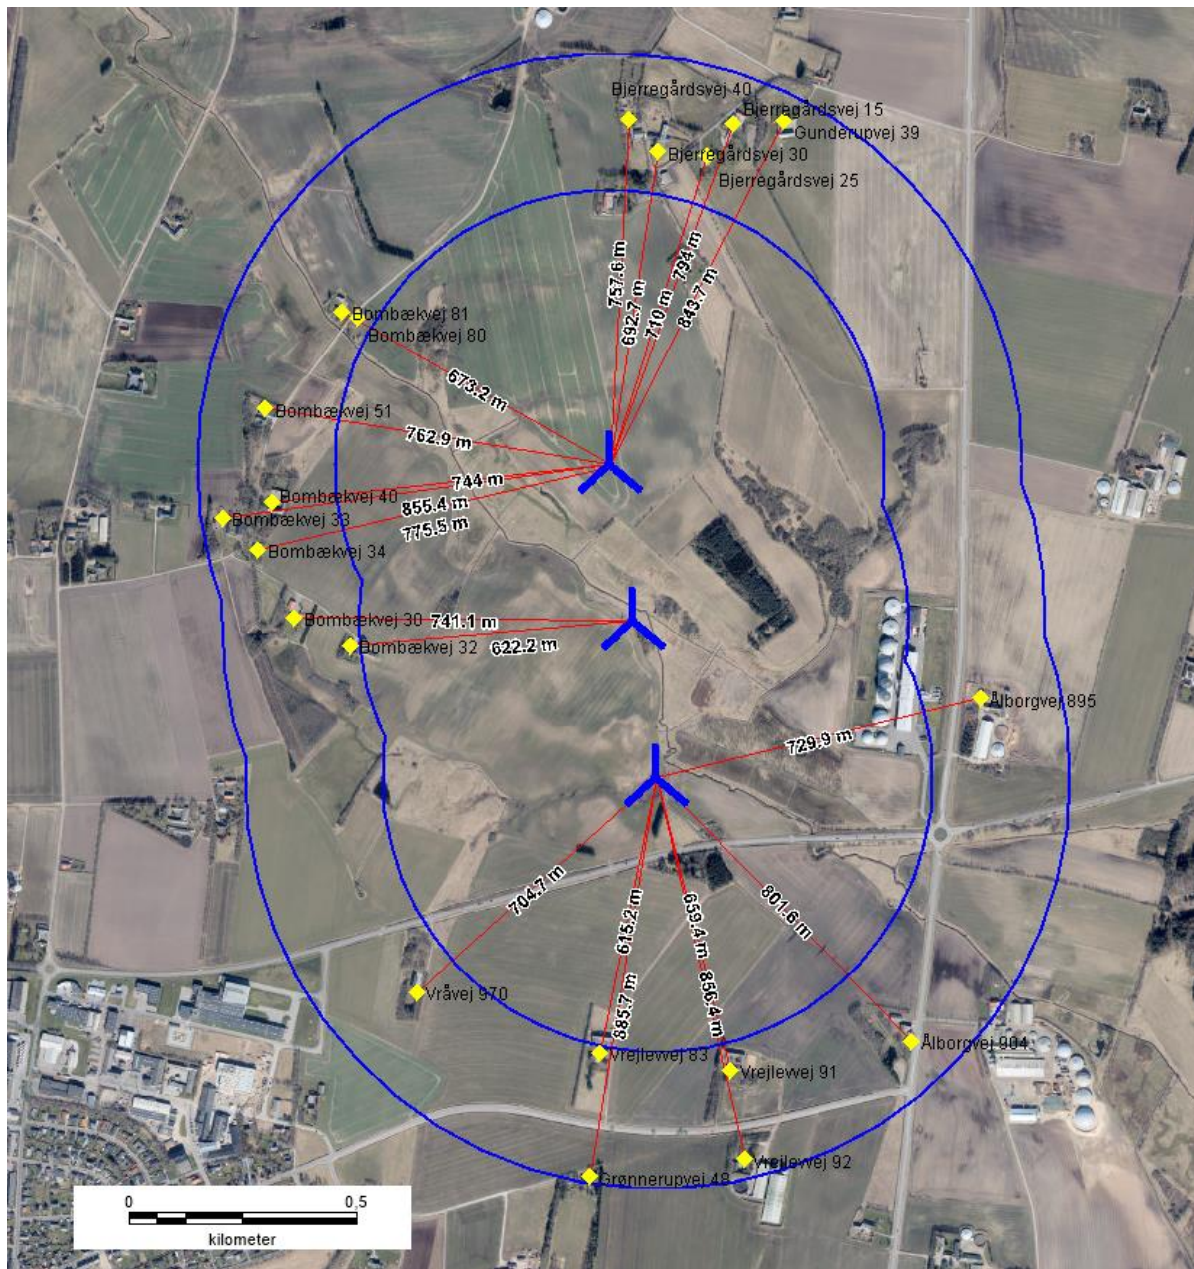 Bjerregårdsvej 40
Bjerregårdsvej 15
Gunderupvej 39
Bjerregårdsvej 30
Bjerregårdsvej 25
757.6 m
692.7 m
710 m
794 m
843.7 m
Bombækvej 81
Bombækvej 80
673.2 m
Bombækvej 51
762.9 m
744 m
Bombækvej 40
855.4 m
Bombækvej 33
775.5 m
Bombækvej 34
Bombækvej 30
741.1 m
Bombækvej 32
622.2 m
Ålborgvej 895
729.9 m
704.7 m
615.2 m
659.4 m
801.6 m
885.7 m
856.4 m
Vråvej 970
Vrejlevvej 83
Ålborgvej 904
Vrejlevvej 91
Vrejlevvej 92
Grønnerupvej 48
0 0,5
kilometer